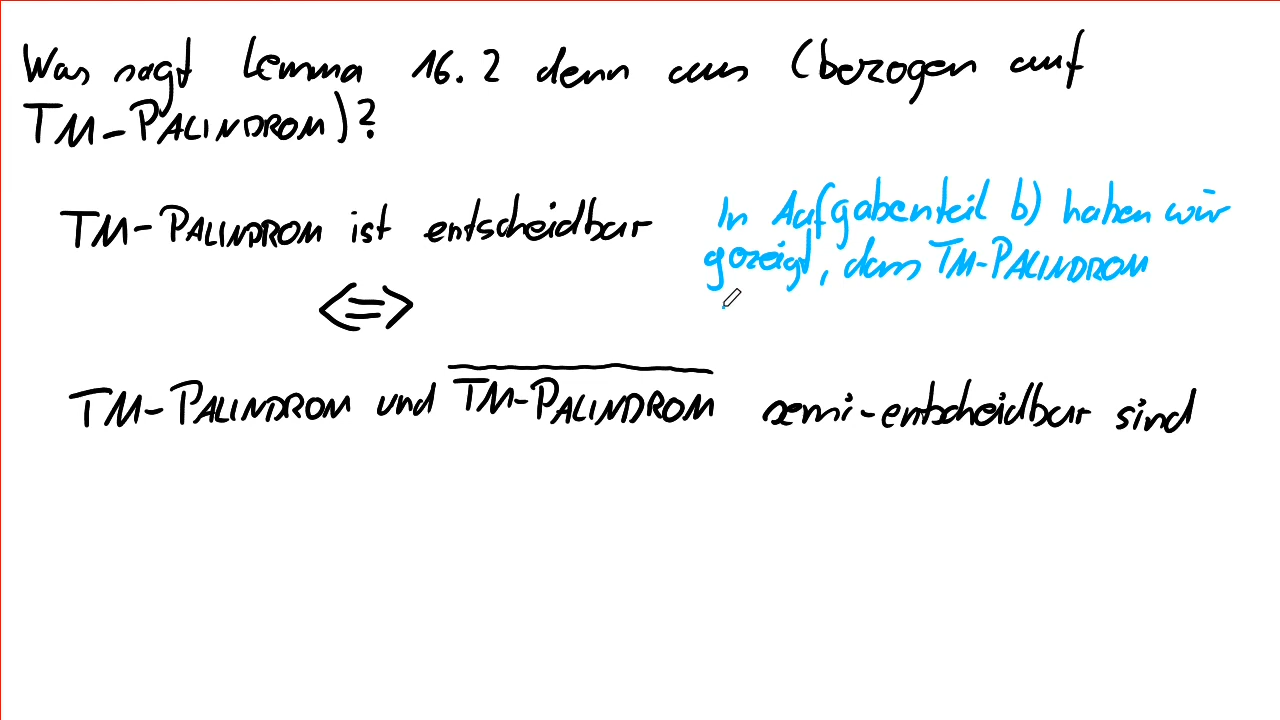 Was sagt Lemma 16.2 denn aus (bezogen auf
TM-PALINDROM)?
TM-PALINDROM ist entscheidbar
In Aufgabenteil b) haben wir
gezeigt, dass TM-PALINDROM
<=>
TM-PALINDROM und TM-PALINDROM semi-entscheidbar sind